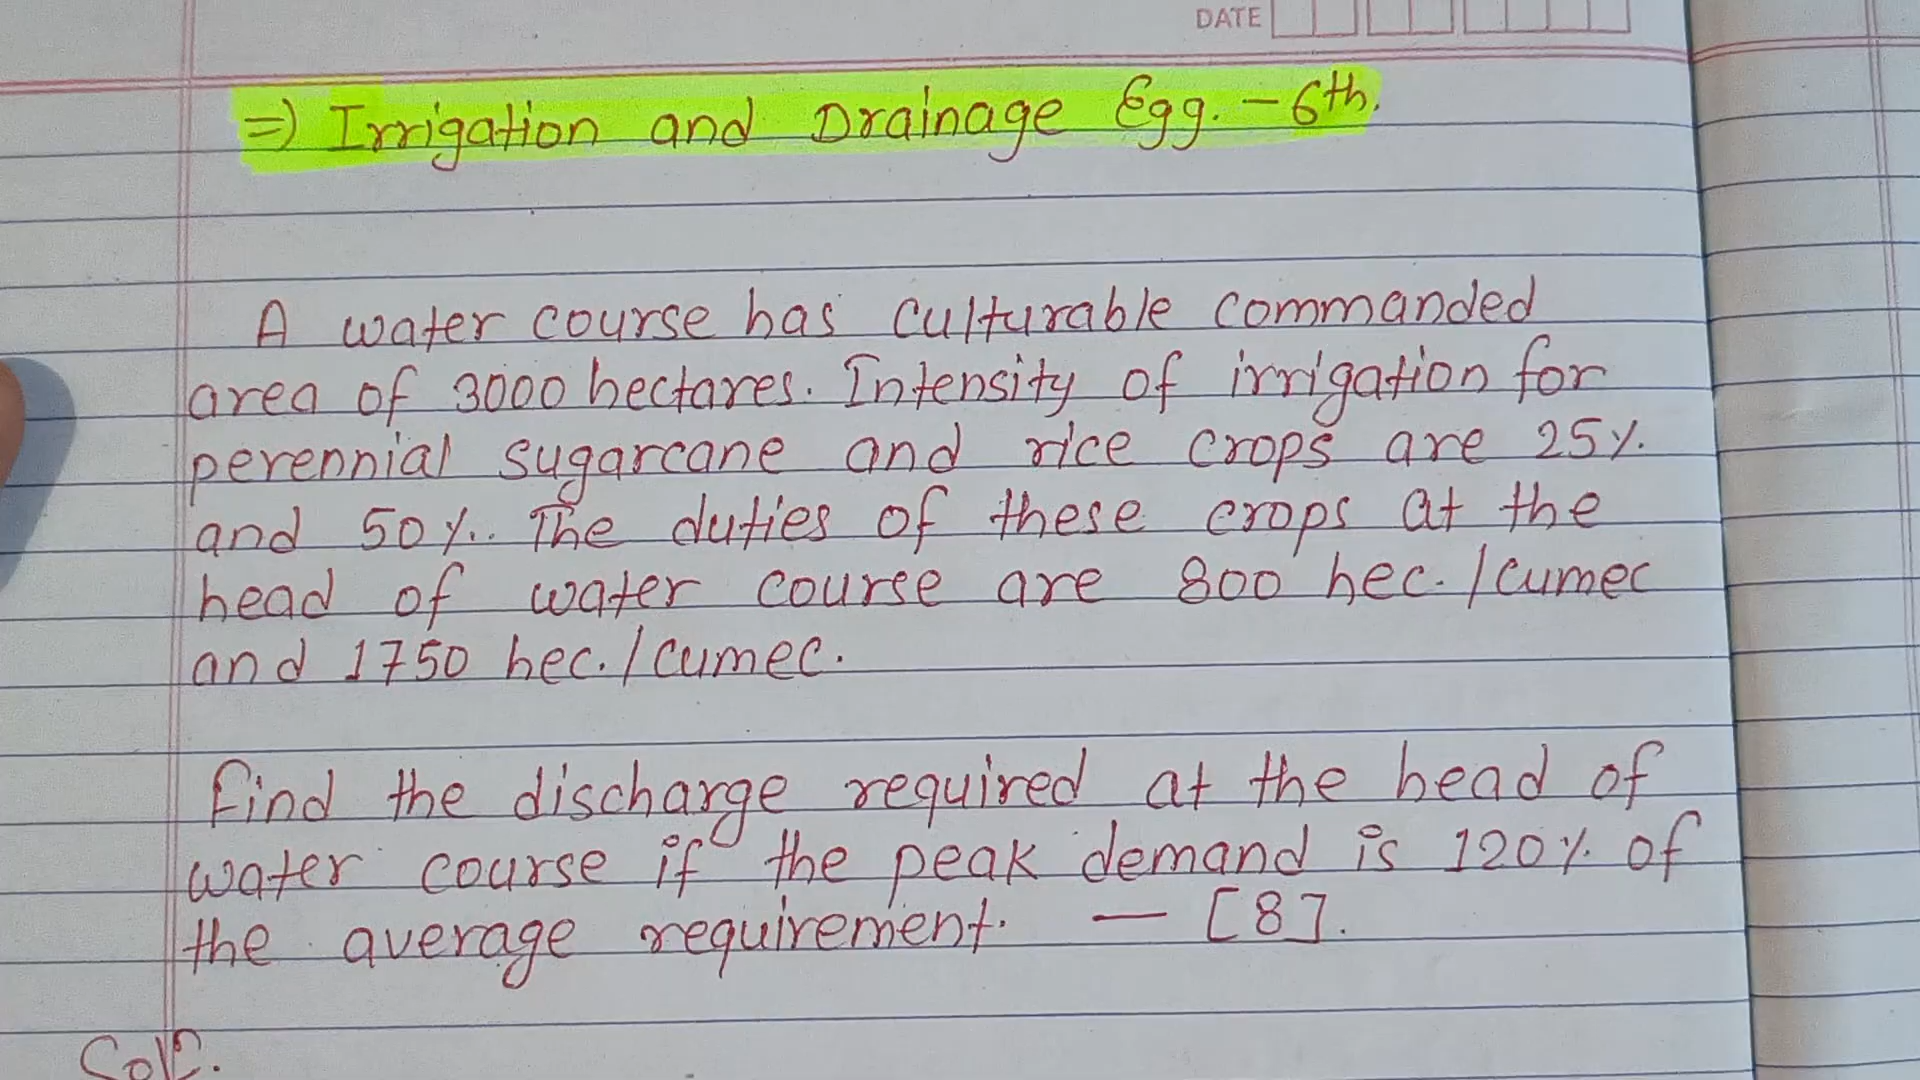 DATE
=) Irrigation and Drainage Egg. - 6th.
A water course has culturable commanded
area of 3000 hectares. Intensity of irrigation for
perennial sugarcane and rice crops are 25%.
and 50%. The duties of these crops at the
head of water course are 800 hec./cumec
and 1750 hec./cumec.
find the discharge required at the head of
water course if the peak demand is 120% of
the average requirement. — [8].
Soln.